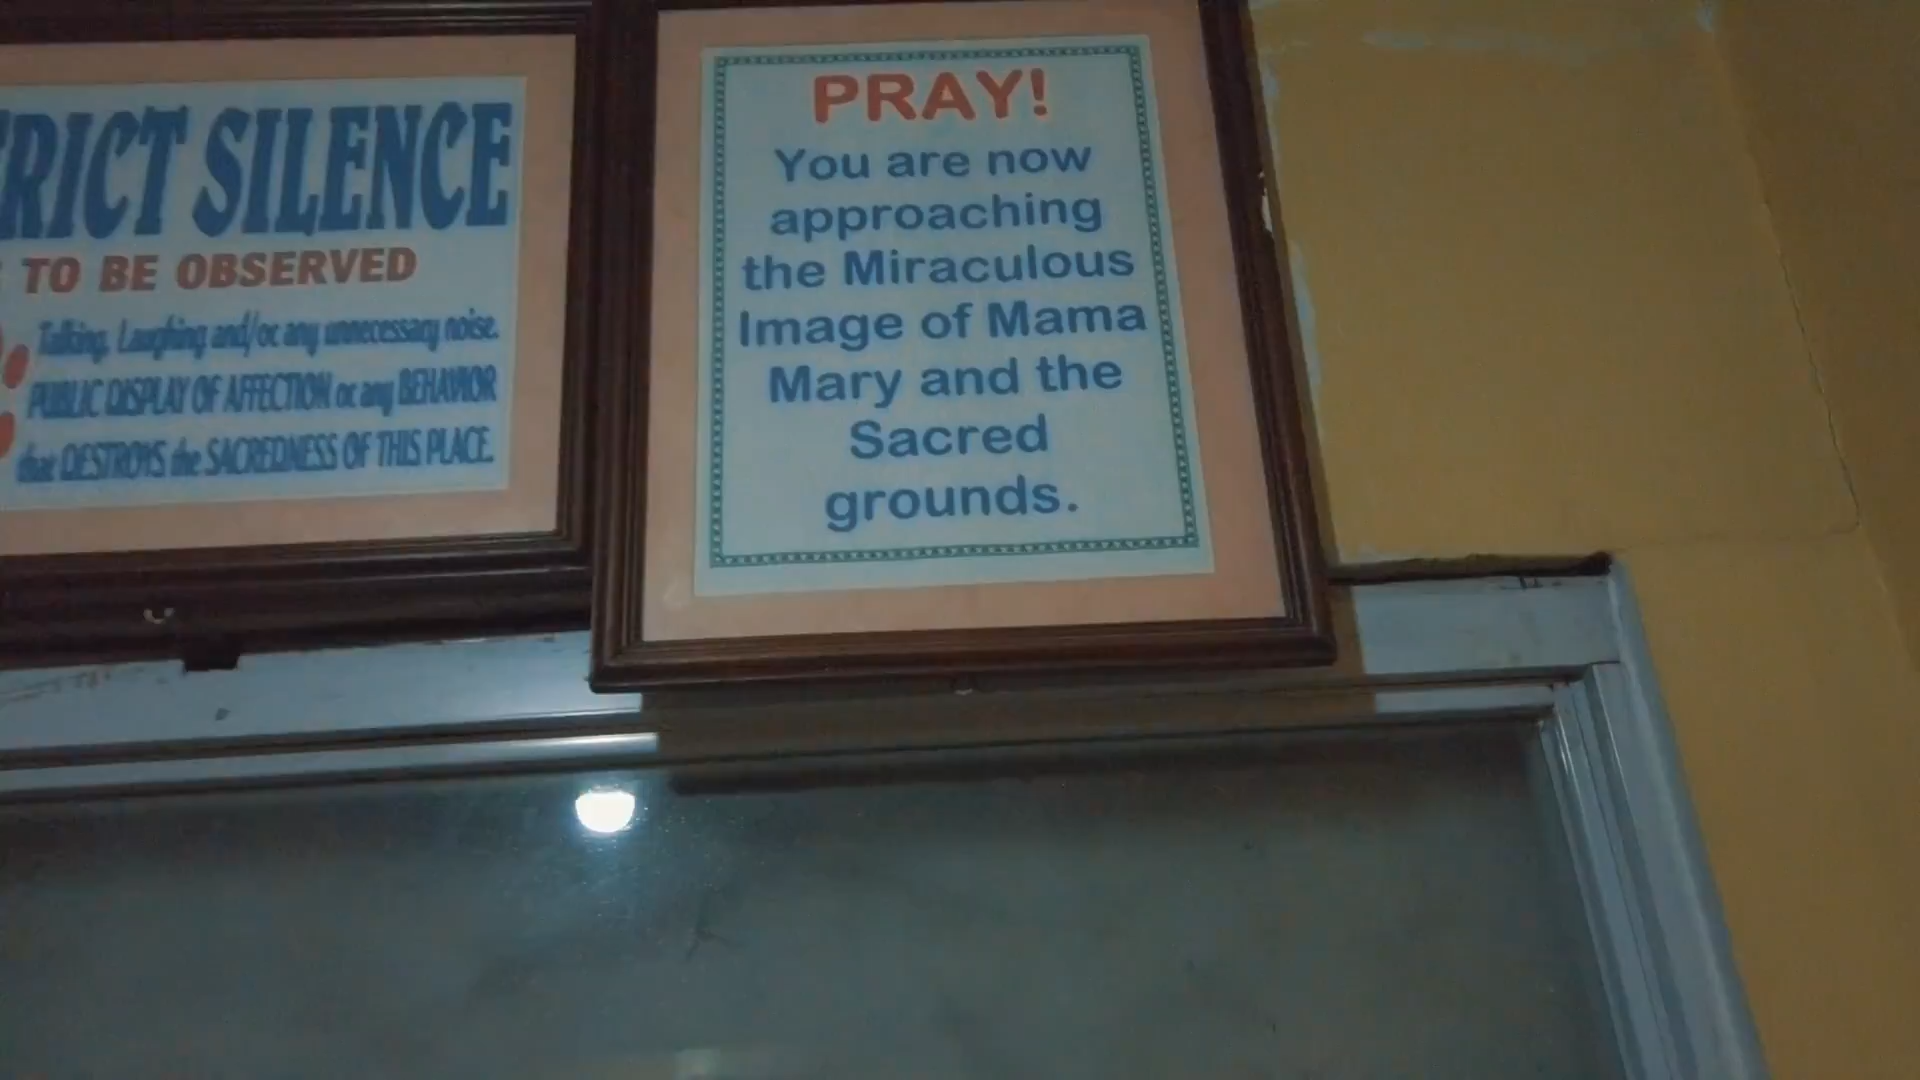 RICT SILENCE
TO BE OBSERVED
Talking, Laughing and/or any unnecessary noise.
PUBLIC DISPLAY OF AFFECTION or any BEHAVIOR
that DESTROYS the SACREDNESS OF THIS PLACE.
PRAY!
You are now
approaching
the Miraculous
Image of Mama
Mary and the
Sacred
grounds.